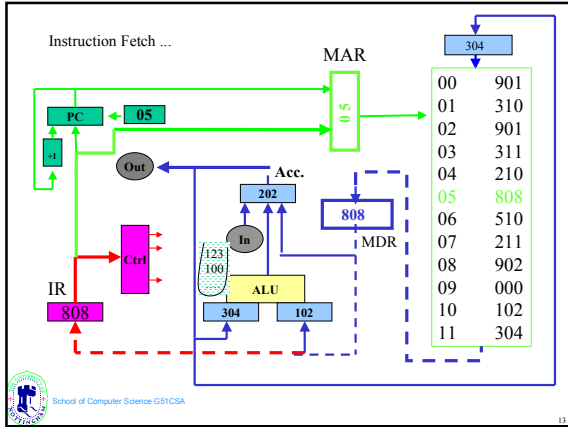 Instruction Fetch ...
MAR
304
05
PC
05
+1
Out
Acc.
202
808
MDR
In
123
100
Ctrl
ALU
IR
808
304
102
00 901
01 310
02 901
03 311
04 210
05 808
06 510
07 211
08 902
09 000
10 102
11 304
NOTTINGHAM
School of Computer Science G51CSA
13